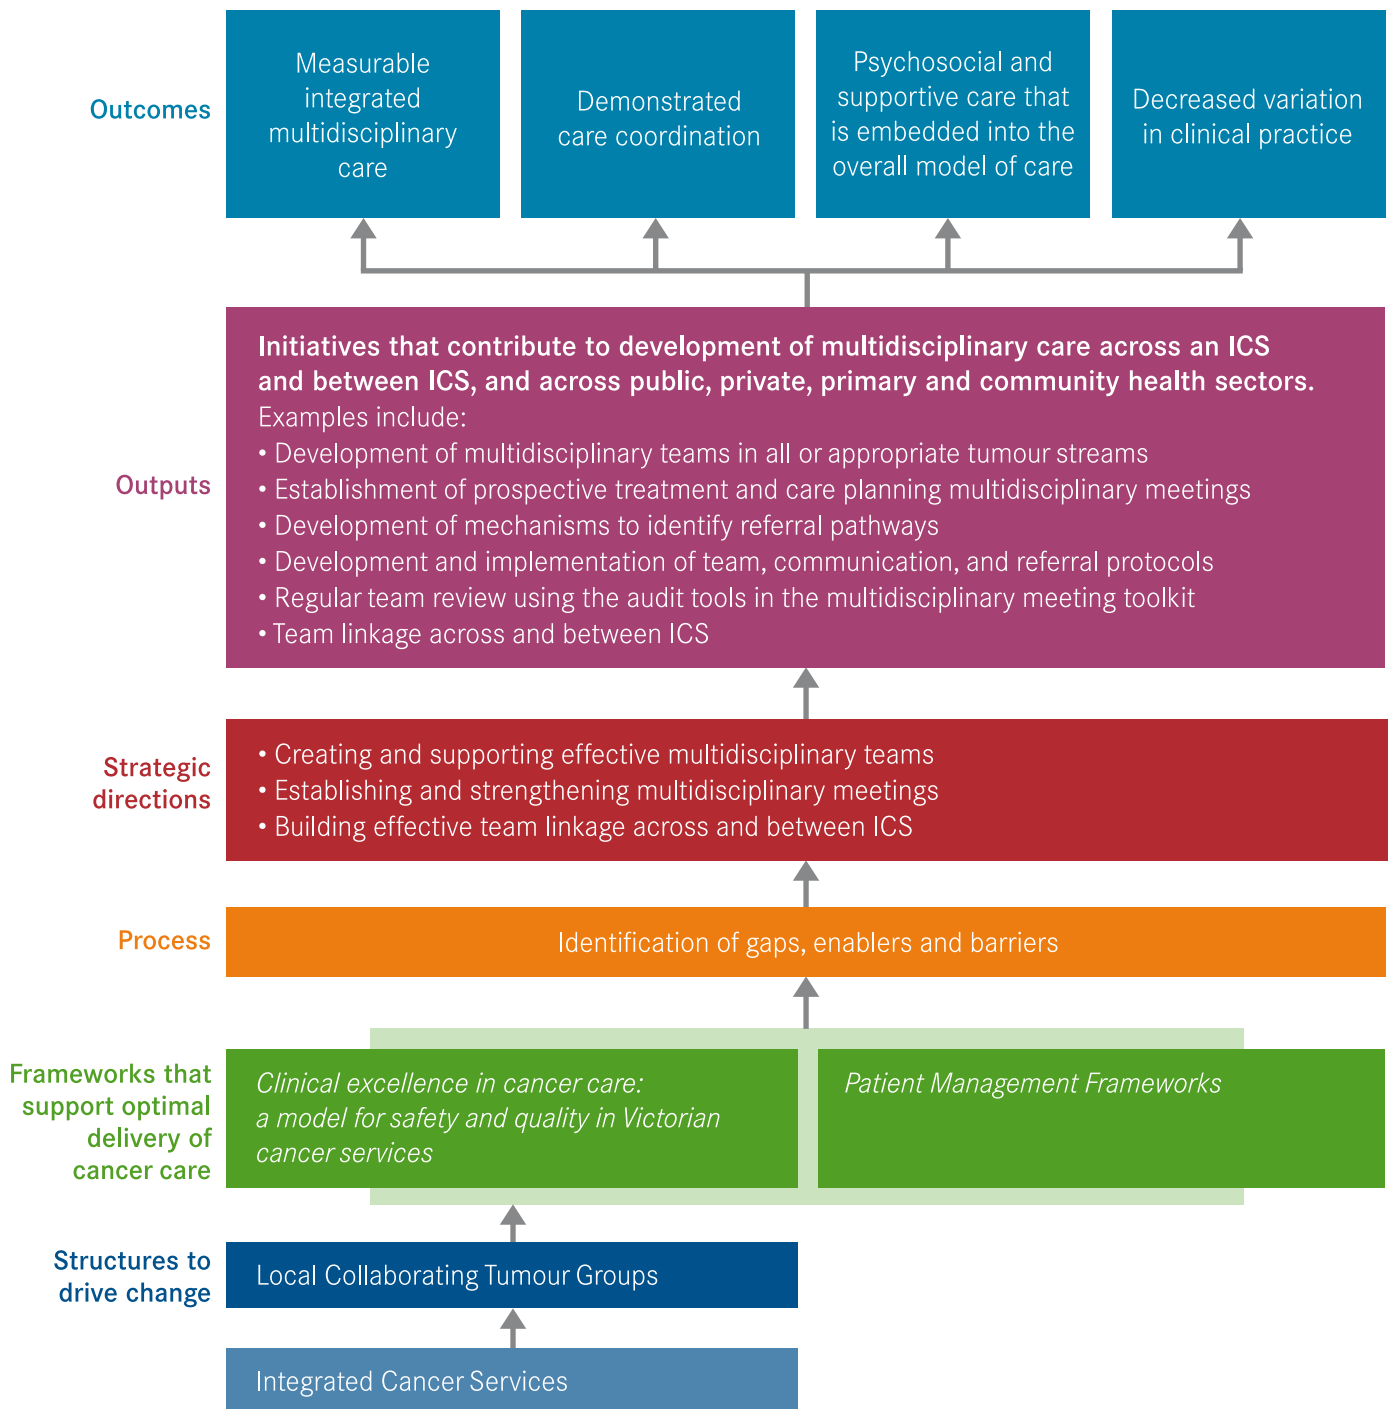 Outcomes
Measurable
integrated
multidisciplinary
care
Demonstrated
care coordination
Psychosocial and
supportive care that
is embedded into the
overall model of care
Decreased variation
in clinical practice
Outputs
Initiatives that contribute to development of multidisciplinary care across an ICS
and between ICS, and across public, private, primary and community health sectors.
Examples include:
• Development of multidisciplinary teams in all or appropriate tumour streams
• Establishment of prospective treatment and care planning multidisciplinary meetings
• Development of mechanisms to identify referral pathways
• Development and implementation of team, communication, and referral protocols
• Regular team review using the audit tools in the multidisciplinary meeting toolkit
• Team linkage across and between ICS
Strategic
directions
• Creating and supporting effective multidisciplinary teams
• Establishing and strengthening multidisciplinary meetings
• Building effective team linkage across and between ICS
Process
Identification of gaps, enablers and barriers
Frameworks that
support optimal
delivery of
cancer care
Clinical excellence in cancer care:
a model for safety and quality in Victorian
cancer services
Patient Management Frameworks
Structures to
drive change
Local Collaborating Tumour Groups
Integrated Cancer Services